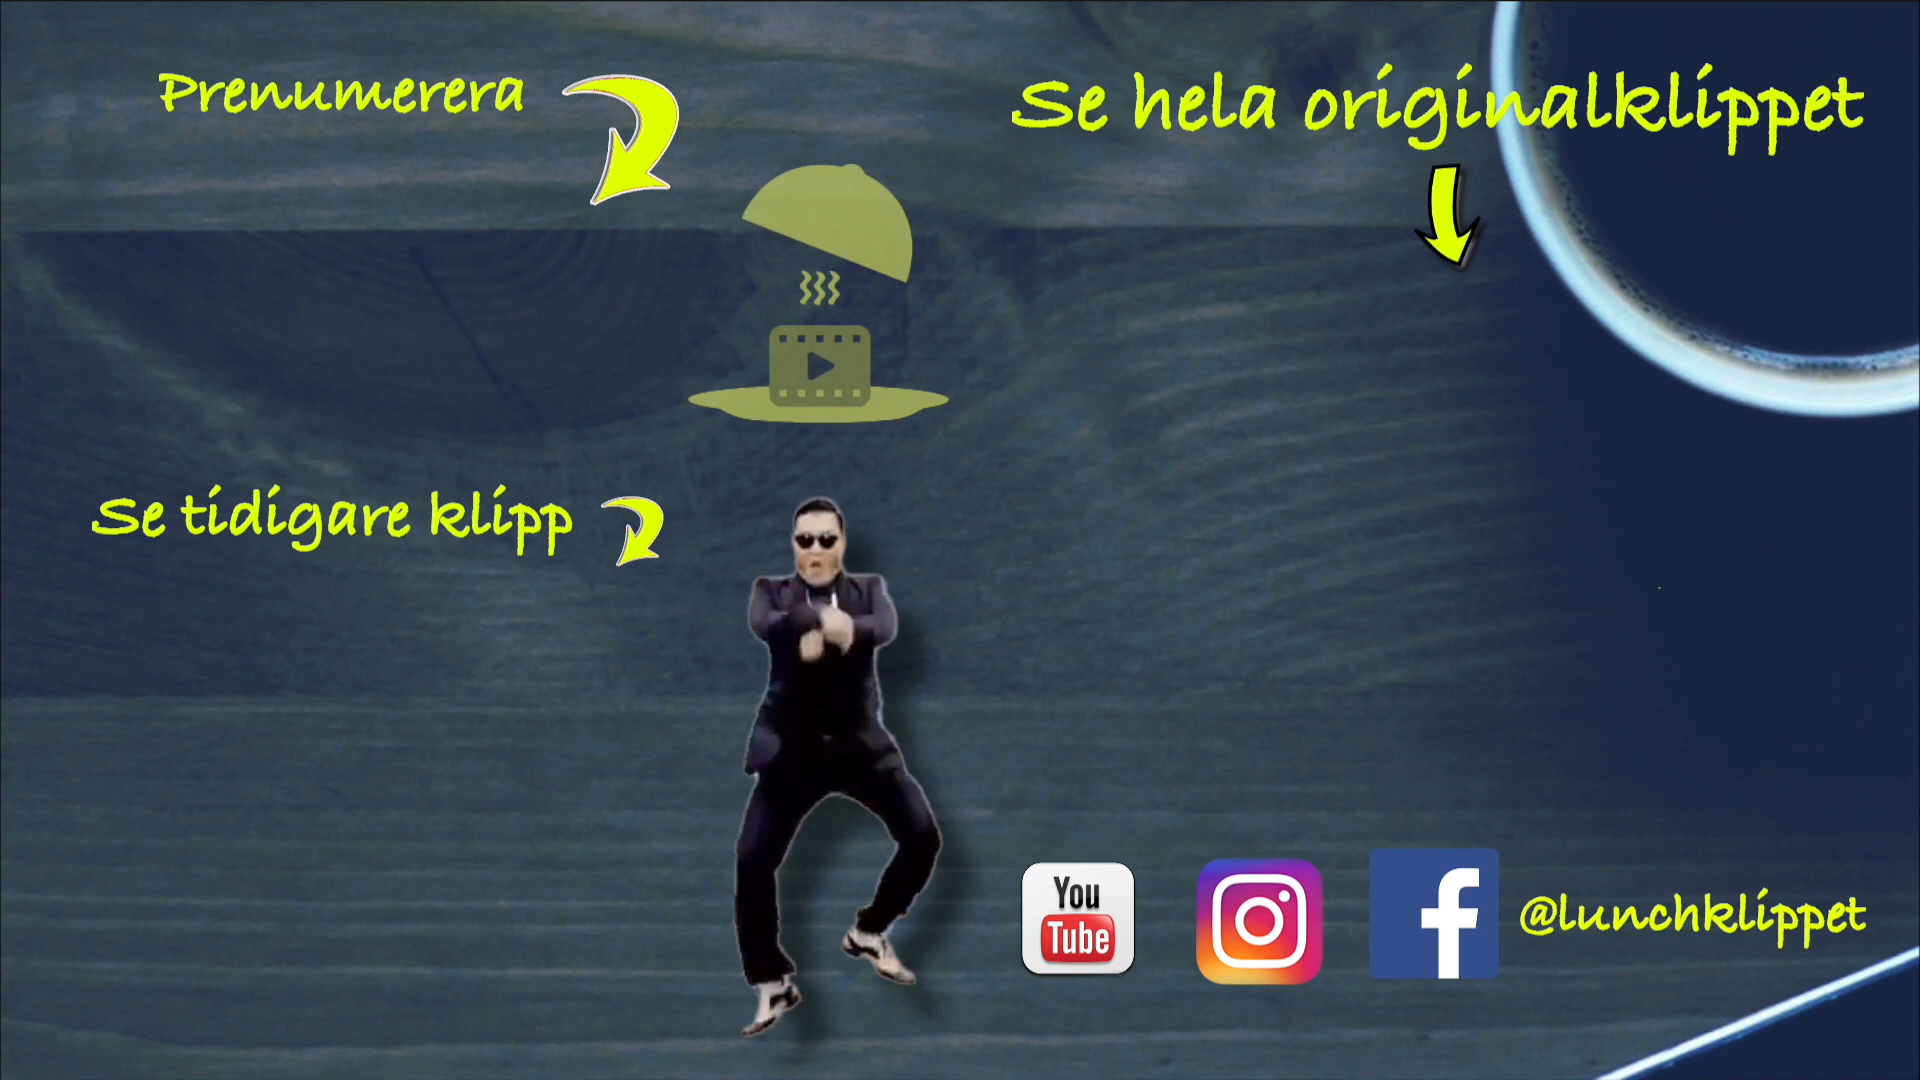 Prenumerera
Se hela originalklippet
Se tidigare klipp
You
Tube
@lunchklippet